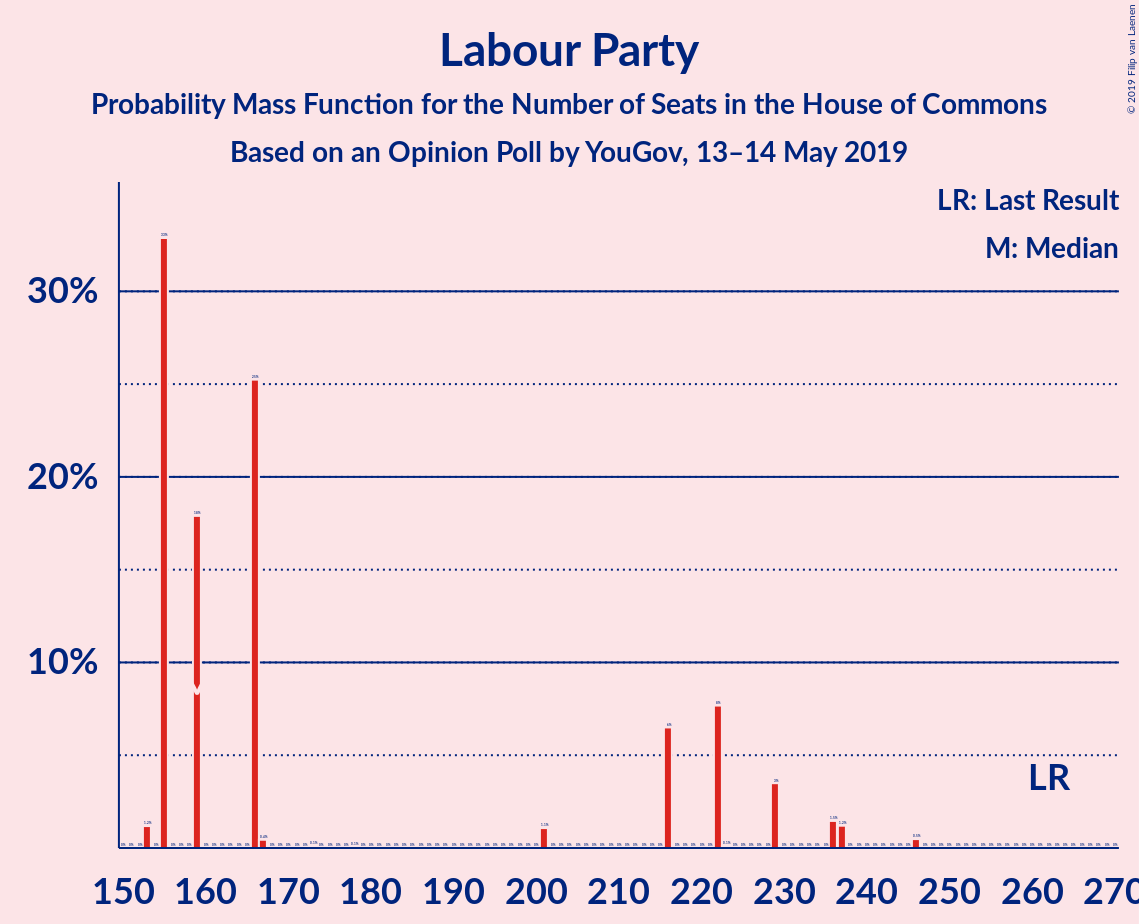 Labour Party
Probability Mass Function for the Number of Seats in the House of Commons
Based on an Opinion Poll by YouGov, 13–14 May 2019
© 2019 Filip van Laenen
LR: Last Result
M: Median
30%
20%
10%
LR
150 160 170 180 190 200 210 220 230 240 250 260 270